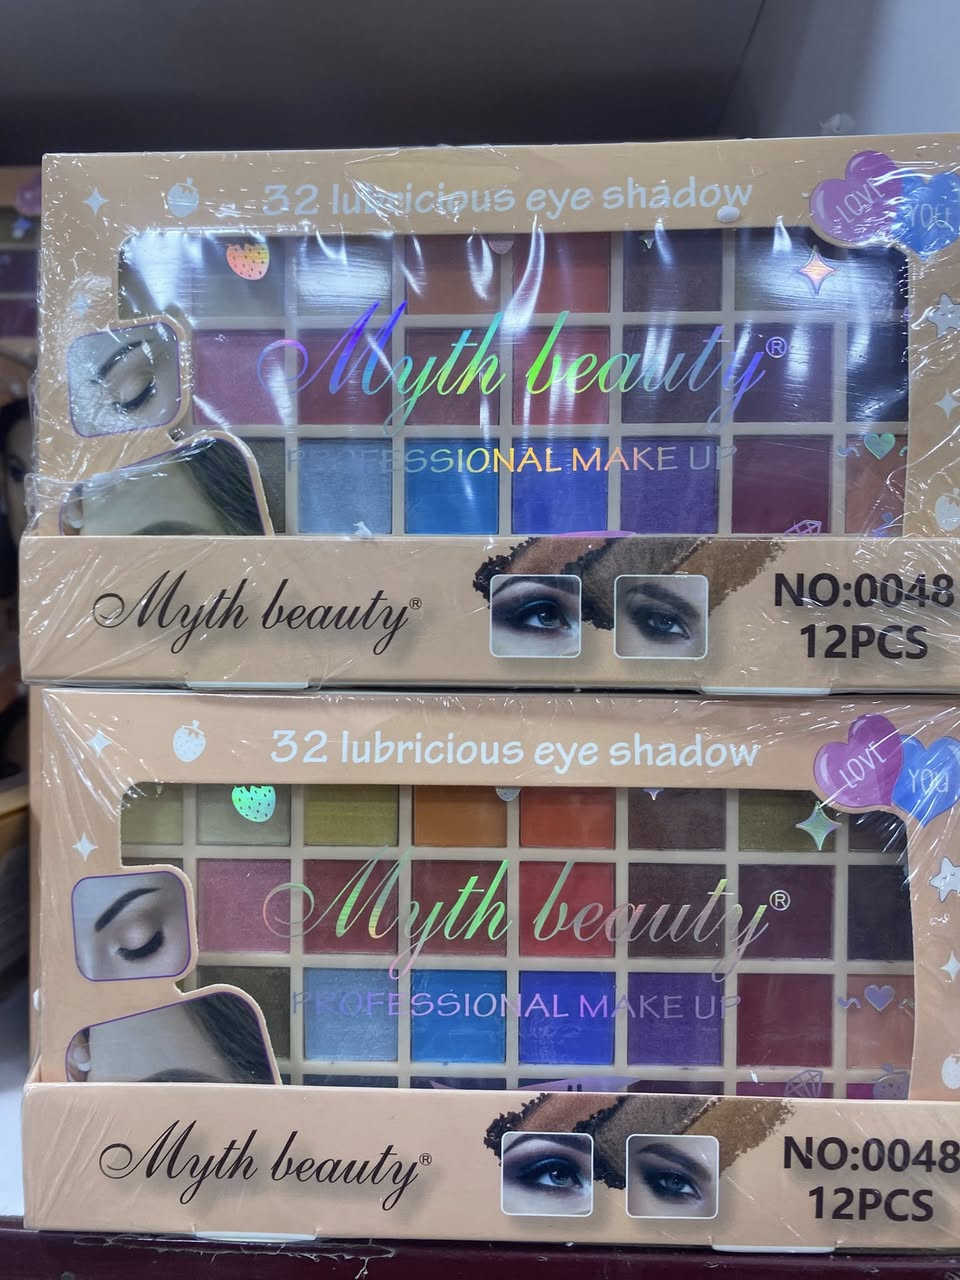 32 lubricious eye shadow
LOVE YOU
Myth beauty®
PROFESSIONAL MAKE UP
Myth beauty®
NO:0048
12PCS
32 lubricious eye shadow
LOVE YOU
Myth beauty®
PROFESSIONAL MAKE UP
Myth beauty®
NO:0048
12PCS